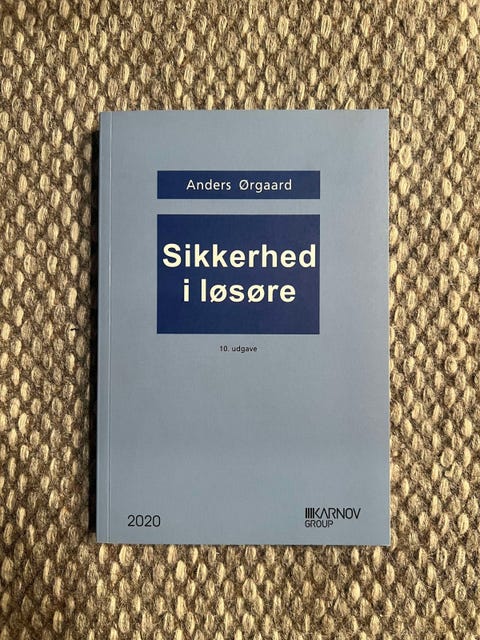 Anders Ørgaard
Sikkerhed
i løsøre
10. udgave
2020
KARNOV
GROUP